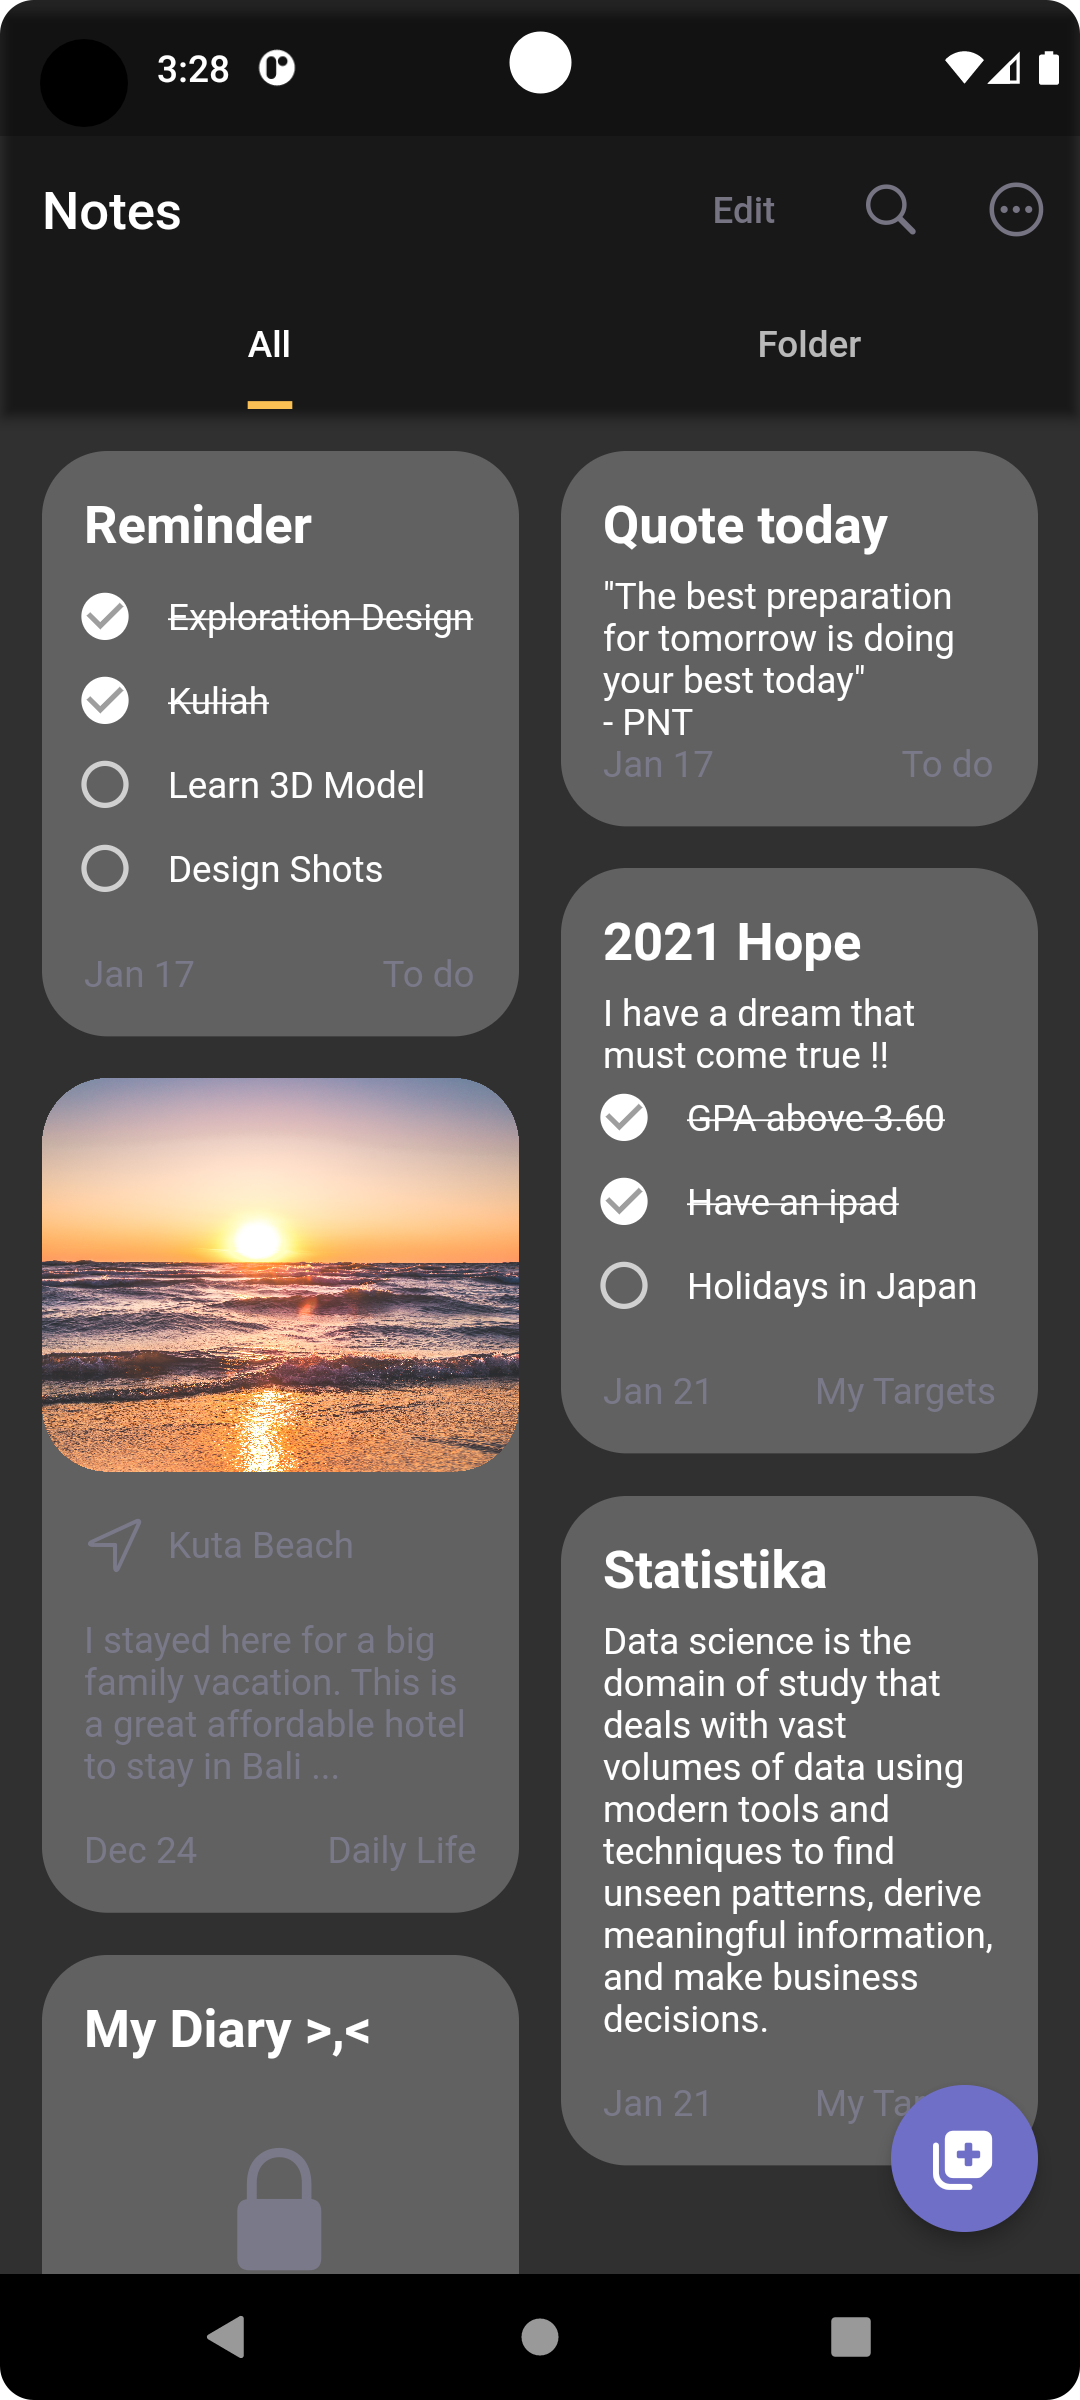 3:28
Notes
Edit
All
Folder
Reminder
Exploration Design
Kuliah
Learn 3D Model
Design Shots
Jan 17
To do
Kuta Beach
I stayed here for a big
family vacation. This is
a great affordable hotel
to stay in Bali ...
Dec 24
Daily Life
My Diary >,<
Quote today
"The best preparation
for tomorrow is doing
your best today"
- PNT
Jan 17
To do
2021 Hope
I have a dream that
must come true !!
GPA above 3.60
Have an ipad
Holidays in Japan
Jan 21
My Targets
Statistika
Data science is the
domain of study that
deals with vast
volumes of data using
modern tools and
techniques to find
unseen patterns, derive
meaningful information,
and make business
decisions.
Jan 21
My